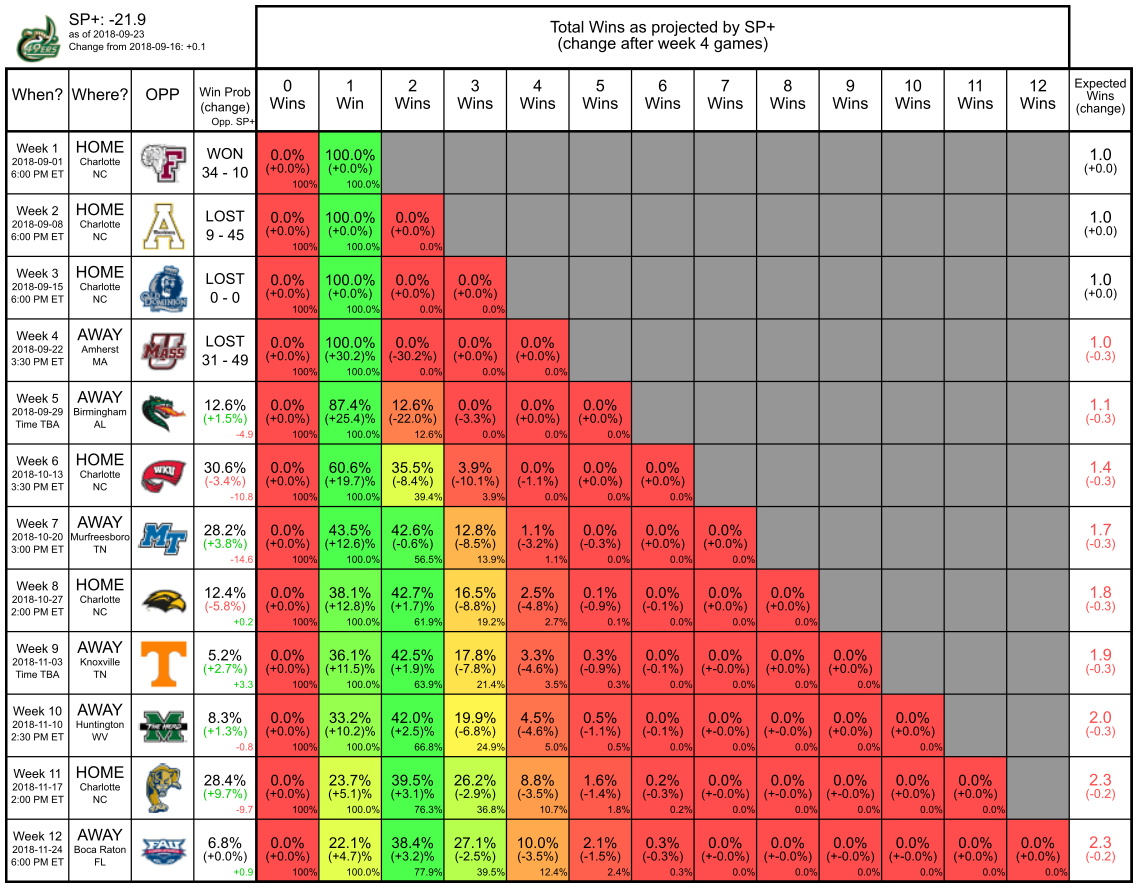 49ERS
SP+: -21.9
as of 2018-09-23
Change from 2018-09-16: +0.1
Total Wins as projected by SP+
(change after week 4 games)
When? Where? OPP Win Prob (change) Opp. SP+ 0 Wins 1 Win 2 Wins 3 Wins 4 Wins 5 Wins 6 Wins 7 Wins 8 Wins 9 Wins 10 Wins 11 Wins 12 Wins Expected Wins (change)
Week 1 HOME F WON 0.0% 100.0% 1.0
2018-09-01 Charlotte (+0.0%) (+0.0%) (+0.0)
6:00 PM ET NC 34 - 10 100% 100.0%
Week 2 HOME A LOST 0.0% 100.0% 0.0% 1.0
2018-09-08 Charlotte (+0.0%) (+0.0%) (+0.0%) (+0.0)
6:00 PM ET NC 9 - 45 100% 100.0% 0.0%
Week 3 HOME LOST 0.0% 100.0% 0.0% 0.0% 1.0
2018-09-15 Charlotte DOMINION (+0.0%) (+0.0%) (+0.0%) (+0.0%) (+0.0)
6:00 PM ET NC 0 - 0 100% 100.0% 0.0% 0.0%
Week 4 AWAY U MASS LOST 0.0% 100.0% 0.0% 0.0% 0.0% 1.0
2018-09-22 Amherst (+0.0%) (+30.2)% (-30.2%) (+0.0%) (+0.0%) (-0.3)
3:30 PM ET MA 31 - 49 100% 100.0% 0.0% 0.0% 0.0%
Week 5 AWAY 12.6% 0.0% 87.4% 12.6% 0.0% 0.0% 0.0% 1.1
2018-09-29 Birmingham (+1.5%) (+0.0%) (+25.4)% (-22.0%) (-3.3%) (+0.0%) (+0.0%) (-0.3)
Time TBA AL -4.9 100% 100.0% 12.6% 0.0% 0.0% 0.0%
Week 6 HOME WKU 30.6% 0.0% 60.6% 35.5% 3.9% 0.0% 0.0% 0.0% 1.4
2018-10-13 Charlotte (-3.4%) (+0.0%) (+19.7)% (-8.4%) (-10.1%) (-1.1%) (+0.0%) (+0.0%) (-0.3)
3:30 PM ET NC -10.8 100% 100.0% 39.4% 3.9% 0.0% 0.0% 0.0%
Week 7 AWAY MT 28.2% 0.0% 43.5% 42.6% 12.8% 1.1% 0.0% 0.0% 0.0% 1.7
2018-10-20 Murfreesboro (+3.8%) (+0.0%) (+12.6)% (-0.6%) (-8.5%) (-3.2%) (-0.3%) (+0.0%) (+0.0%) (-0.3)
3:00 PM ET TN -14.6 100% 100.0% 56.5% 13.9% 1.1% 0.0% 0.0% 0.0%
Week 8 HOME 12.4% 0.0% 38.1% 42.7% 16.5% 2.5% 0.1% 0.0% 0.0% 0.0% 1.8
2018-10-27 Charlotte (-5.8%) (+0.0%) (+12.8)% (+1.7%) (-8.8%) (-4.8%) (-0.9%) (-0.1%) (+0.0%) (+0.0%) (-0.3)
2:00 PM ET NC +0.2 100% 100.0% 61.9% 19.2% 2.7% 0.1% 0.0% 0.0% 0.0%
Week 9 AWAY T 5.2% 0.0% 36.1% 42.5% 17.8% 3.3% 0.3% 0.0% 0.0% 0.0% 0.0% 1.9
2018-11-03 Knoxville (+2.7%) (+0.0%) (+11.5)% (+1.9%) (-7.8%) (-4.6%) (-0.9%) (-0.1%) (+-0.0%) (+0.0%) (+0.0%) (-0.3)
Time TBA TN +3.3 100% 100.0% 63.9% 21.4% 3.5% 0.3% 0.0% 0.0% 0.0% 0.0%
Week 10 AWAY M THE HERD 8.3% 0.0% 33.2% 42.0% 19.9% 4.5% 0.5% 0.0% 0.0% 0.0% 0.0% 0.0% 2.0
2018-11-10 Huntington (+1.3%) (+0.0%) (+10.2)% (+2.5%) (-6.8%) (-4.6%) (-1.1%) (-0.1%) (+-0.0%) (+-0.0%) (+0.0%) (+0.0%) (-0.3)
2:30 PM ET WV -0.8 100% 100.0% 66.8% 24.9% 5.0% 0.5% 0.0% 0.0% 0.0% 0.0% 0.0%
Week 11 HOME 28.4% 0.0% 23.7% 39.5% 26.2% 8.8% 1.6% 0.2% 0.0% 0.0% 0.0% 0.0% 0.0% 2.3
2018-11-17 Charlotte (+9.7%) (+0.0%) (+5.1)% (+3.1%) (-2.9%) (-3.5%) (-1.4%) (-0.3%) (+-0.0%) (+-0.0%) (+-0.0%) (+0.0%) (+0.0%) (-0.2)
2:00 PM ET NC -9.7 100% 100.0% 76.3% 36.8% 10.7% 1.8% 0.2% 0.0% 0.0% 0.0% 0.0% 0.0%
Week 12 AWAY FAU 6.8% 0.0% 22.1% 38.4% 27.1% 10.0% 2.1% 0.3% 0.0% 0.0% 0.0% 0.0% 0.0% 0.0% 2.3
2018-11-24 Boca Raton (+0.0%) (+0.0%) (+4.7)% (+3.2%) (-2.5%) (-3.5%) (-1.5%) (-0.3%) (+-0.0%) (+-0.0%) (+-0.0%) (+-0.0%) (+0.0%) (+0.0%) (-0.2)
6:00 PM ET FL +0.9 100% 100.0% 77.9% 39.5% 12.4% 2.4% 0.3% 0.0% 0.0% 0.0% 0.0% 0.0% 0.0%